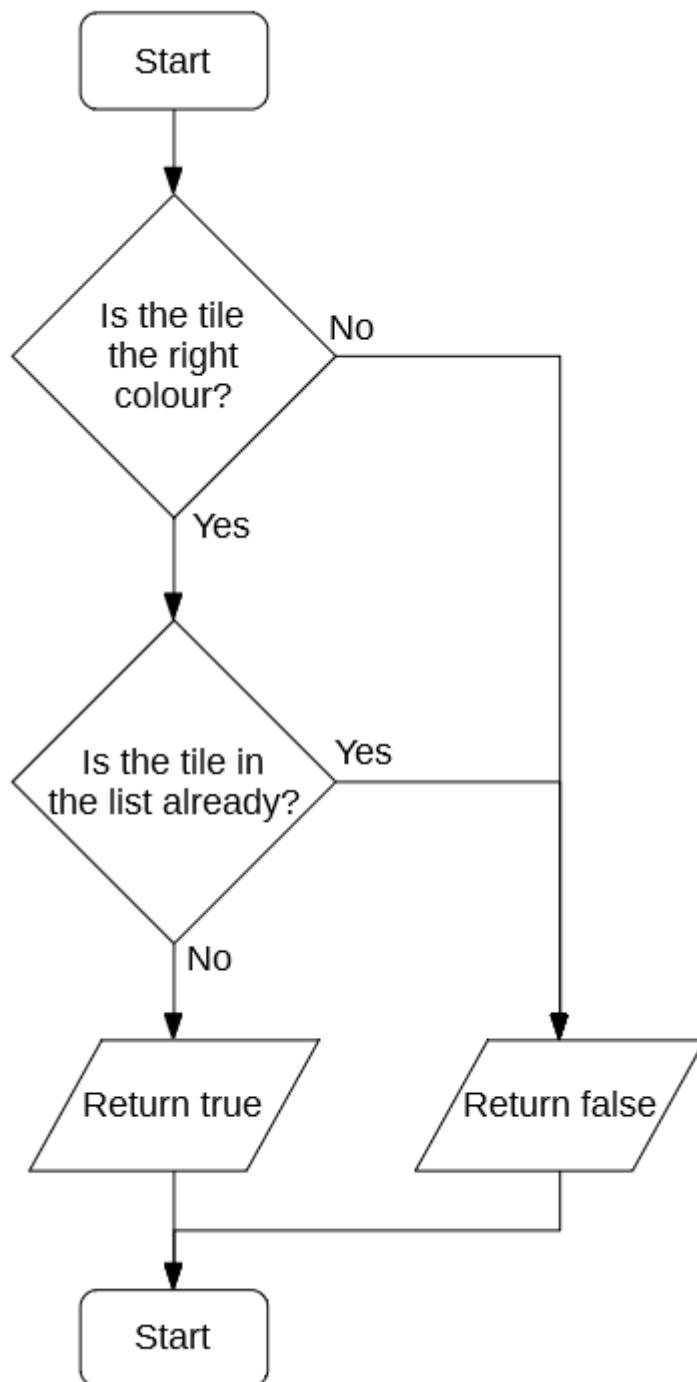 Start
Is the tile
the right
colour?
No
Yes
Is the tile in
the list already?
Yes
No
Return true
Return false
Start